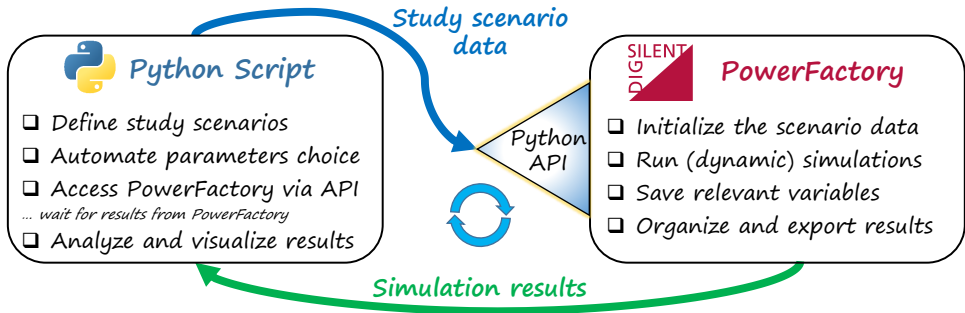 Study scenario
data
Python Script
❑ Define study scenarios
❑ Automate parameters choice
❑ Access PowerFactory via API
... wait for results from PowerFactory
❑ Analyze and visualize results
Python
API
DIgSILENT
PowerFactory
❑ Initialize the scenario data
❑ Run (dynamic) simulations
❑ Save relevant variables
❑ Organize and export results
Simulation results